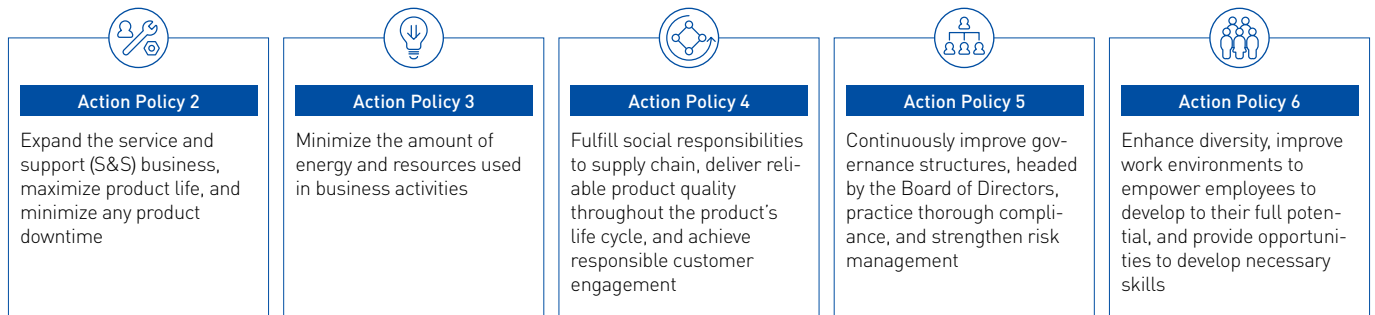 Action Policy 2
Expand the service and
support (S&S) business,
maximize product life, and
minimize any product
downtime
Action Policy 3
Minimize the amount of
energy and resources used
in business activities
Action Policy 4
Fulfill social responsibilities
to supply chain, deliver reli-
able product quality
throughout the product's
life cycle, and achieve
responsible customer
engagement
Action Policy 5
Continuously improve gov-
ernance structures, headed
by the Board of Directors,
practice thorough compli-
ance, and strengthen risk
management
Action Policy 6
Enhance diversity, improve
work environments to
empower employees to
develop to their full poten-
tial, and provide opportuni-
ties to develop necessary
skills